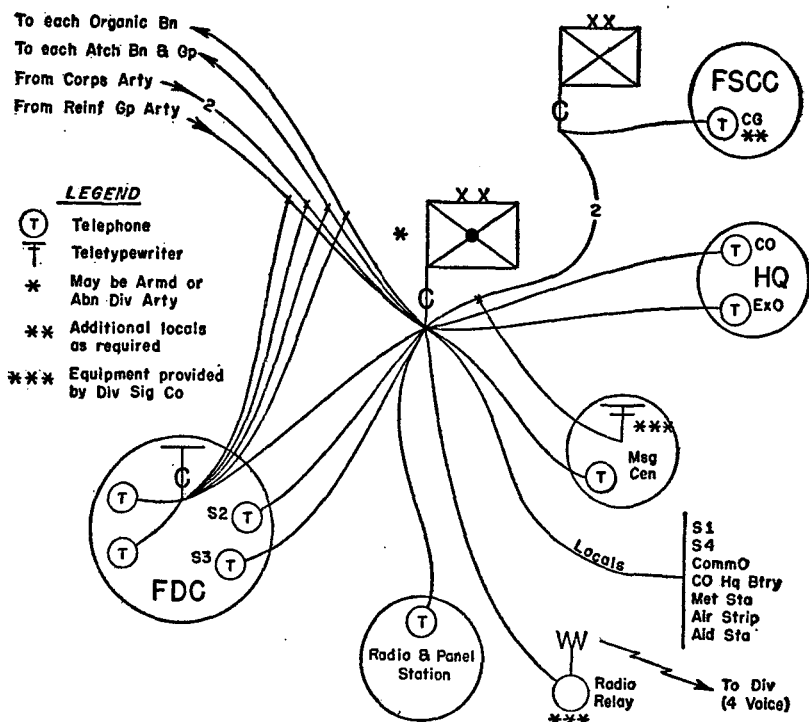 To each Organic Bn
To each Atch Bn & Gp
From Corps Arty
2
From Reinf Gp Arty
LEGEND
T Telephone
Teletypewriter
* May be Armd or
Abn Div Arty
** Additional locals
as required
*** Equipment provided
by Div Sig Co
XX
C
FSCC
T CG
**
2
XX
*
C
T CO
HQ
T ExO
***
Msg
T Cen
C
T
T
S2 T
S3 T
FDC
T
Radio & Panel
Station
Locals
S1
S4
CommO
CO Hq Btry
Met Sta
Air Strip
Aid Sta
Radio
Relay
***
To Div
(4 Voice)